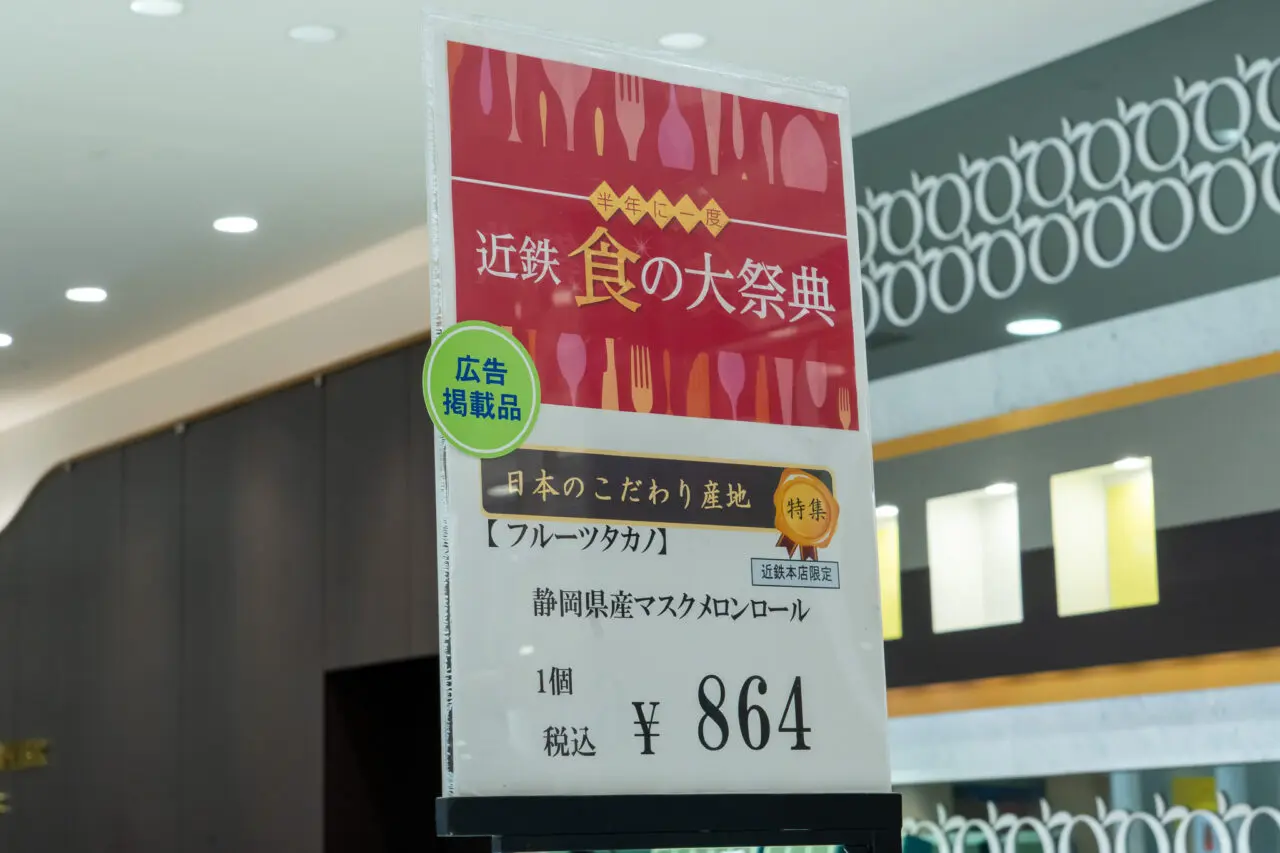 半年に一度
近鉄 食の大祭典
広告
掲載品
日本のこだわり産地
特集
【フルーツタカノ】
近鉄本店限定
静岡県産マスクメロンロール
1個
税込 ¥ 864